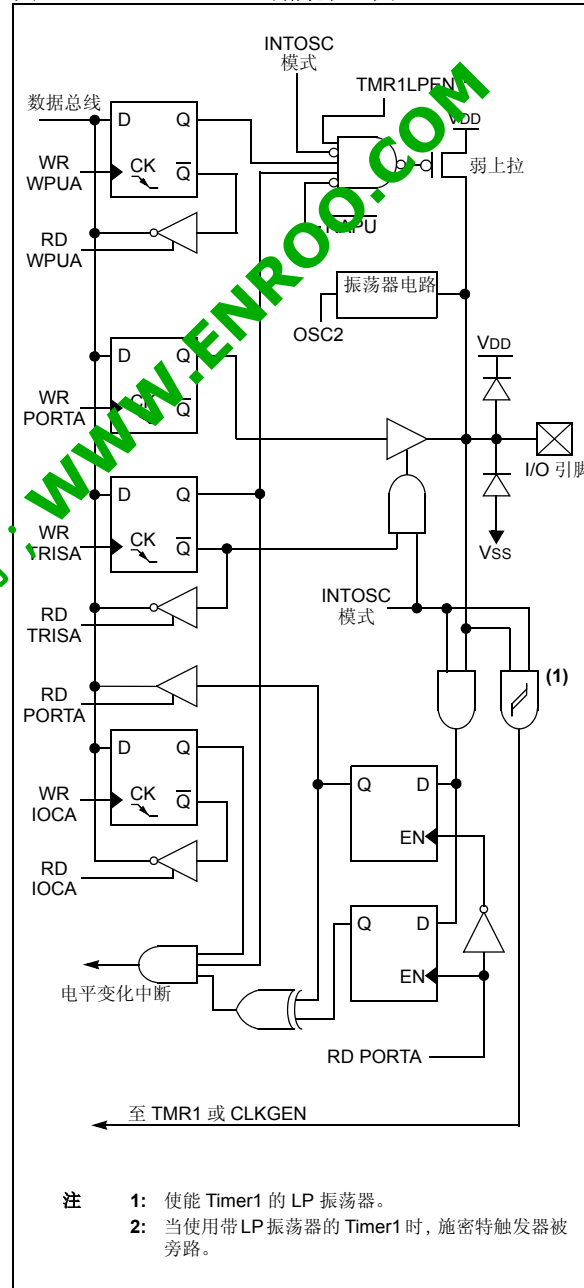 INTOSC
模式
TMR1LPEN
数据总线
VDD
D Q
WR
WPUA
CK Q
弱上拉
RD
WPUA
RAPU
振荡器电路
OSC2
D Q
VDD
WR
PORTA
CK Q
I/O 引脚
D Q
WR
TRISA
CK Q
VSS
INTOSC
模式
RD
TRISA
(1)
RD
PORTA
D Q
WR
IOCA
CK Q
Q D
EN
RD
IOCA
Q D
EN
电平变化中断
RD PORTA
至 TMR1 或 CLKGEN
注 1: 使能 Timer1 的 LP 振荡器。
2: 当使用带 LP 振荡器的 Timer1 时, 施密特触发器被
旁路。
WWW.ENROO.COM